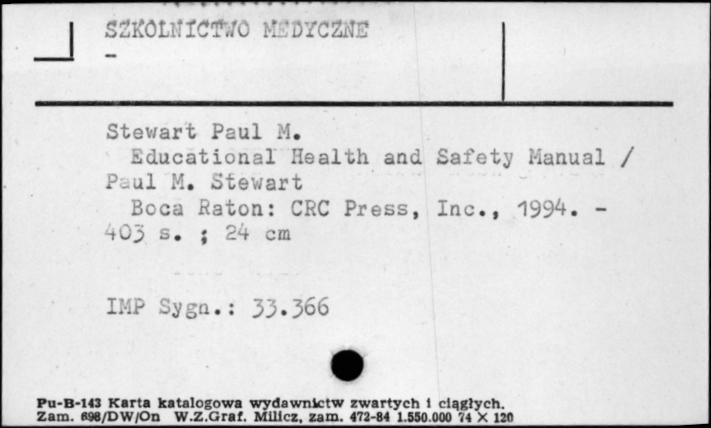 SZKOLNICTWO MEDYCZNE
-
Stewart Paul M.
Educational Health and Safety Manual /
Paul M. Stewart
Boca Raton: CRC Press, Inc., 1994. -
403 s. ; 24 cm
IMP Sygn.: 33.366
Pu-B-143 Karta katalogowa wydawnictw zwartych i ciągłych.
Zam. 698/DW/On W.Z.Graf. Milicz, zam. 472-84 1.550.000 74 X 120